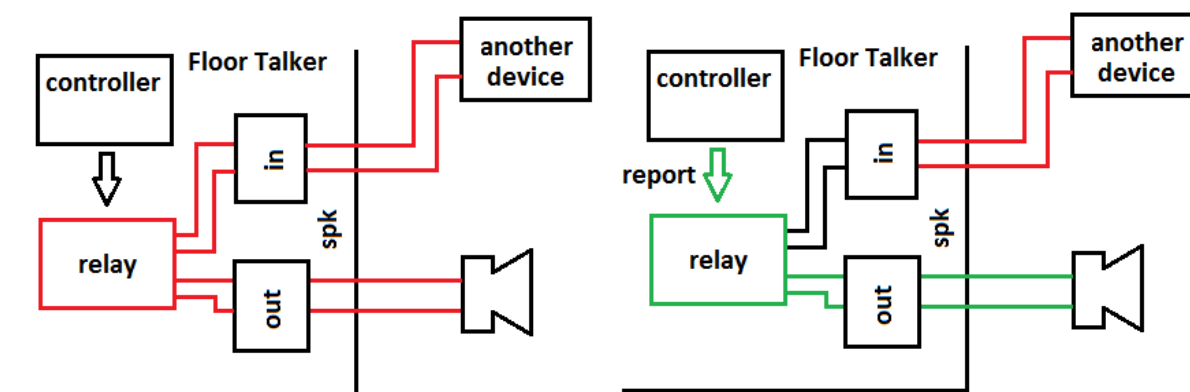 Floor Talker
controller
another
device
in
spk
relay
out
Floor Talker
controller
another
device
report
in
spk
relay
out